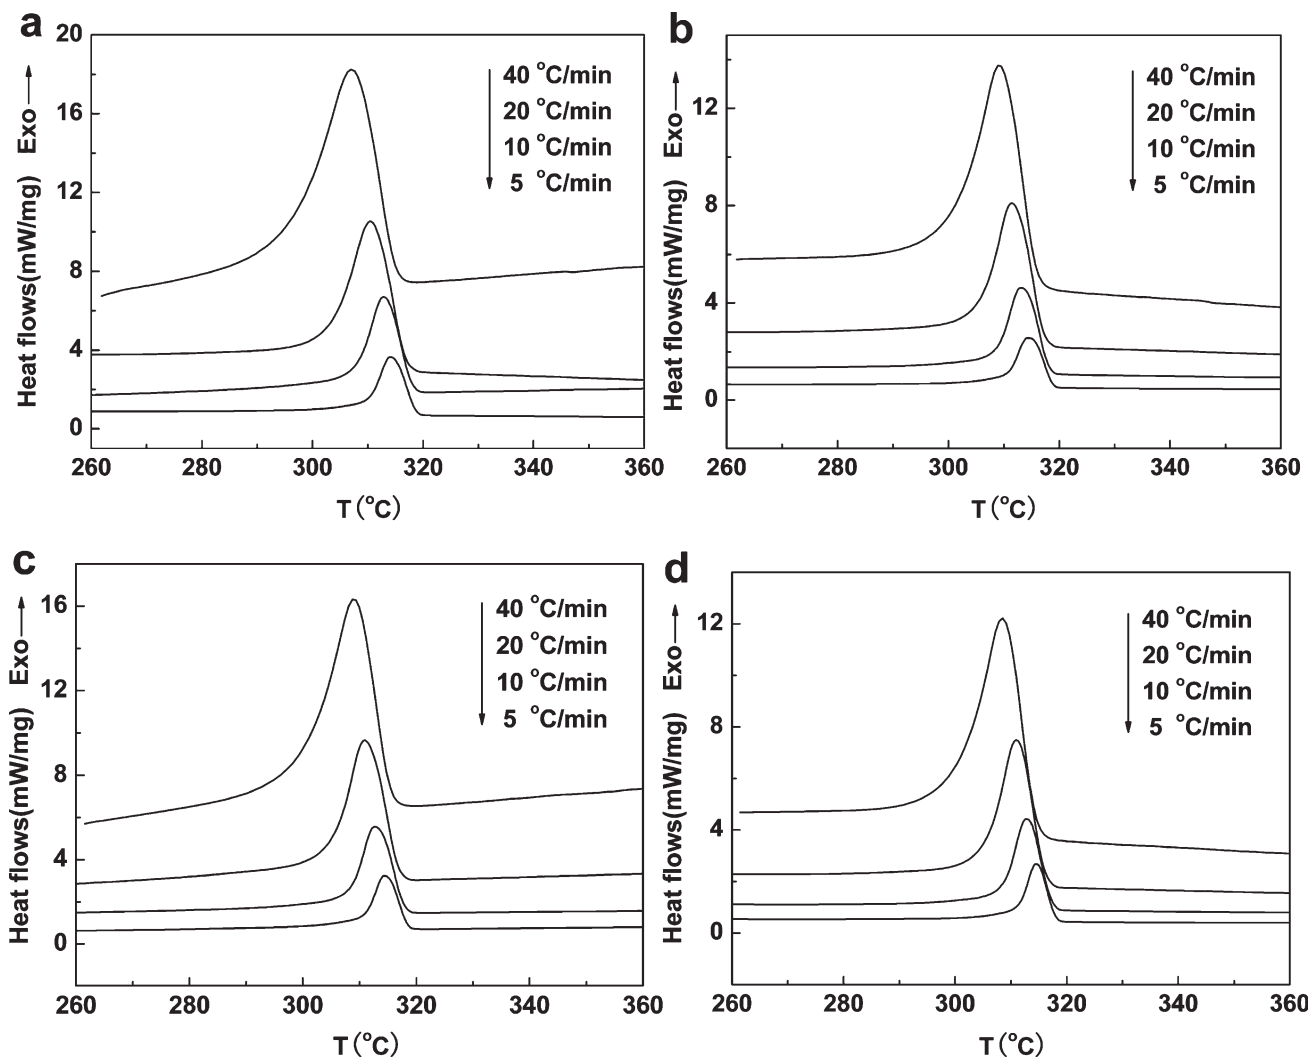 a
20
16
12
8
4
0
Heat flows(mW/mg) Exo
40 °C/min
20 °C/min
10 °C/min
5 °C/min
260 280 300 320 340 360
T(°C)
b
12
8
4
0
Heat flows(mW/mg) Exo
40 °C/min
20 °C/min
10 °C/min
5 °C/min
260 280 300 320 340 360
T(°C)
c
16
12
8
4
0
Heat flows(mW/mg) Exo
40 °C/min
20 °C/min
10 °C/min
5 °C/min
260 280 300 320 340 360
T(°C)
d
12
8
4
0
Heat flows(mW/mg) Exo
40 °C/min
20 °C/min
10 °C/min
5 °C/min
260 280 300 320 340 360
T(°C)